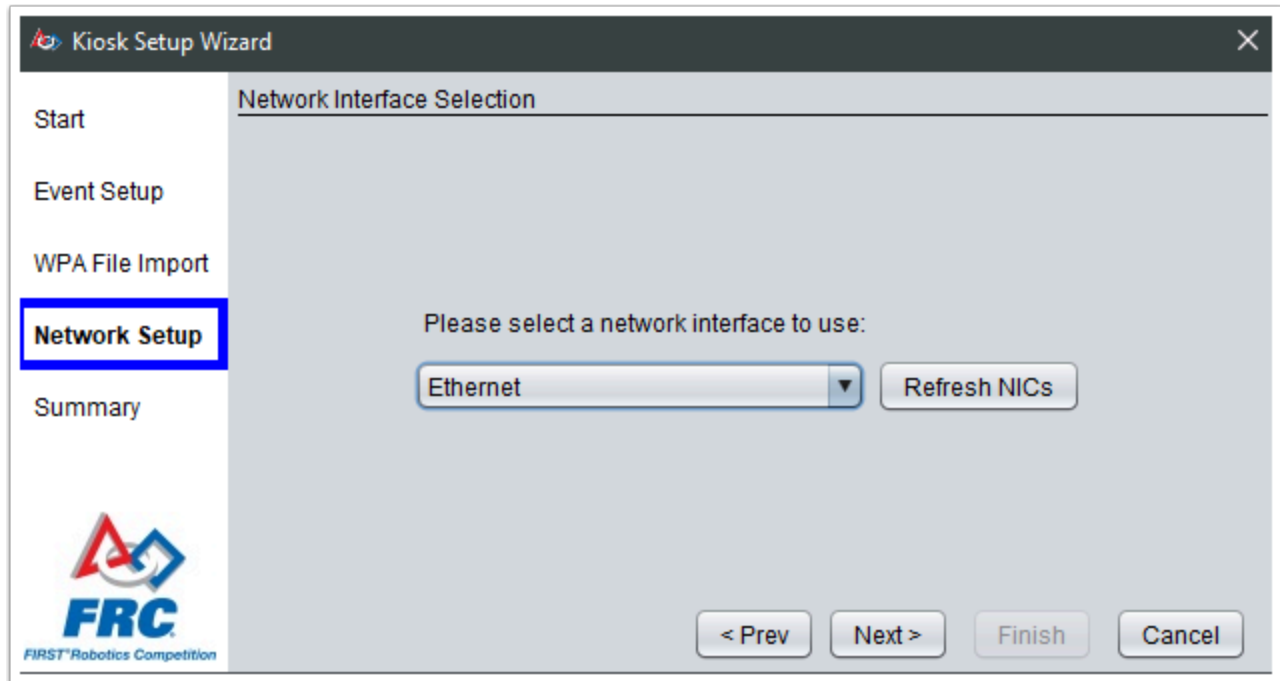 Kiosk Setup Wizard
Start
Event Setup
WPA File Import
Network Setup
Summary
FRC
FIRST®Robotics Competition
Network Interface Selection
Please select a network interface to use:
Ethernet
Refresh NICs
< Prev
Next >
Finish
Cancel